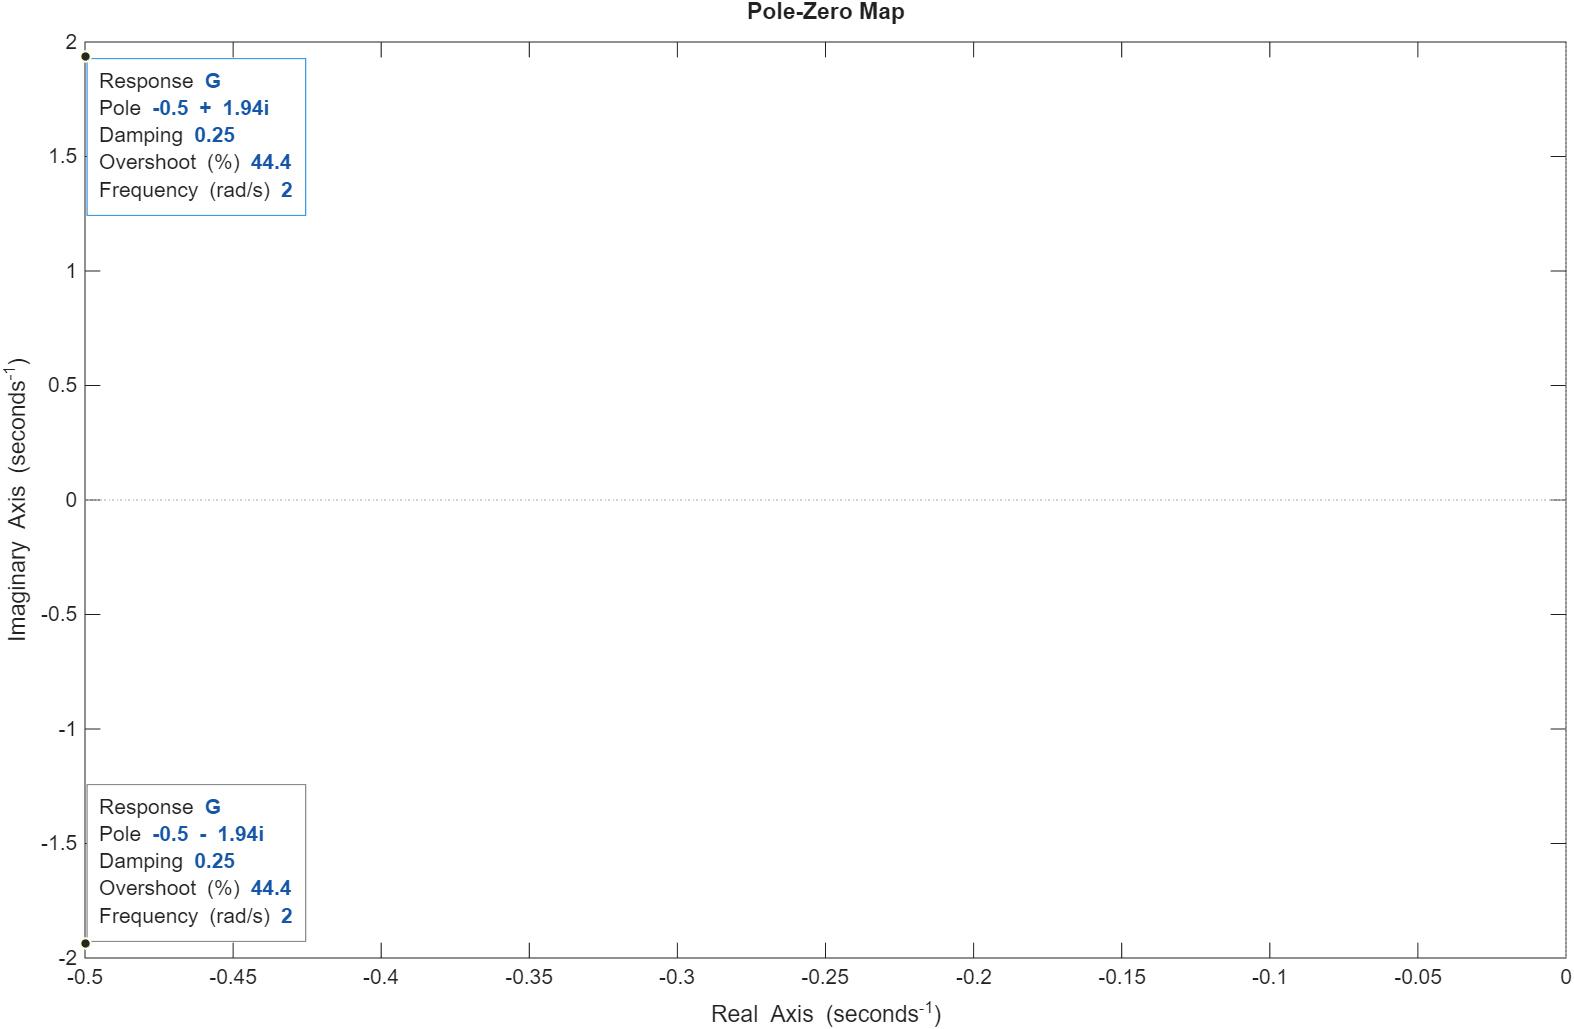 Pole-Zero Map
2
Response G
Pole -0.5 + 1.94i
Damping 0.25
Overshoot (%) 44.4
Frequency (rad/s) 2
1.5
1
0.5
0
-0.5
-1
-1.5
-2
Response G
Pole -0.5 - 1.94i
Damping 0.25
Overshoot (%) 44.4
Frequency (rad/s) 2
Imaginary Axis (seconds⁻¹)
-0.5 -0.45 -0.4 -0.35 -0.3 -0.25 -0.2 -0.15 -0.1 -0.05 0
Real Axis (seconds⁻¹)